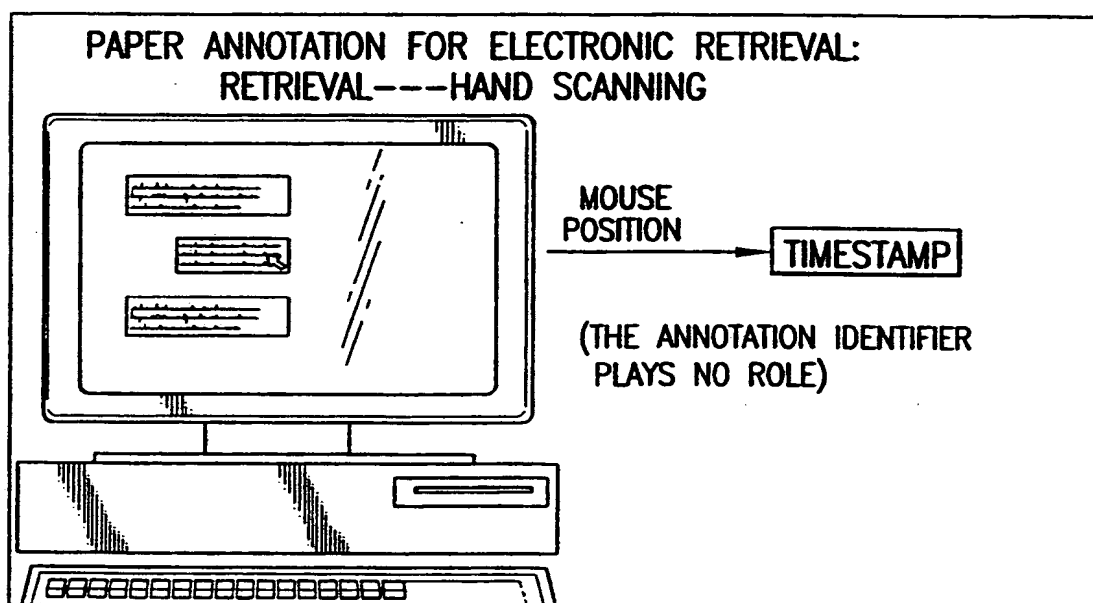 PAPER ANNOTATION FOR ELECTRONIC RETRIEVAL:
RETRIEVAL---HAND SCANNING
MOUSE
POSITION
TIMESTAMP
(THE ANNOTATION IDENTIFIER
PLAYS NO ROLE)